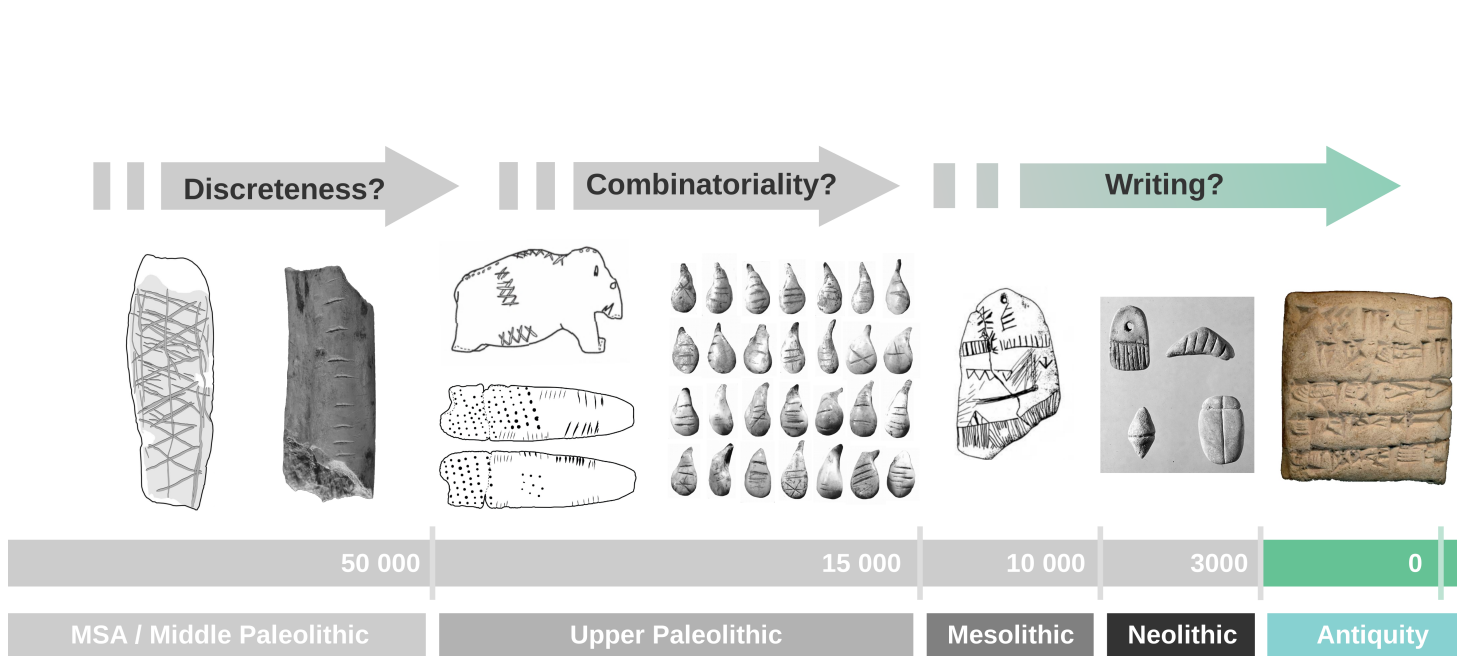 Discreteness?
Combinatoriality?
Writing?
50 000
15 000
10 000
3000
0
MSA / Middle Paleolithic
Upper Paleolithic
Mesolithic
Neolithic
Antiquity